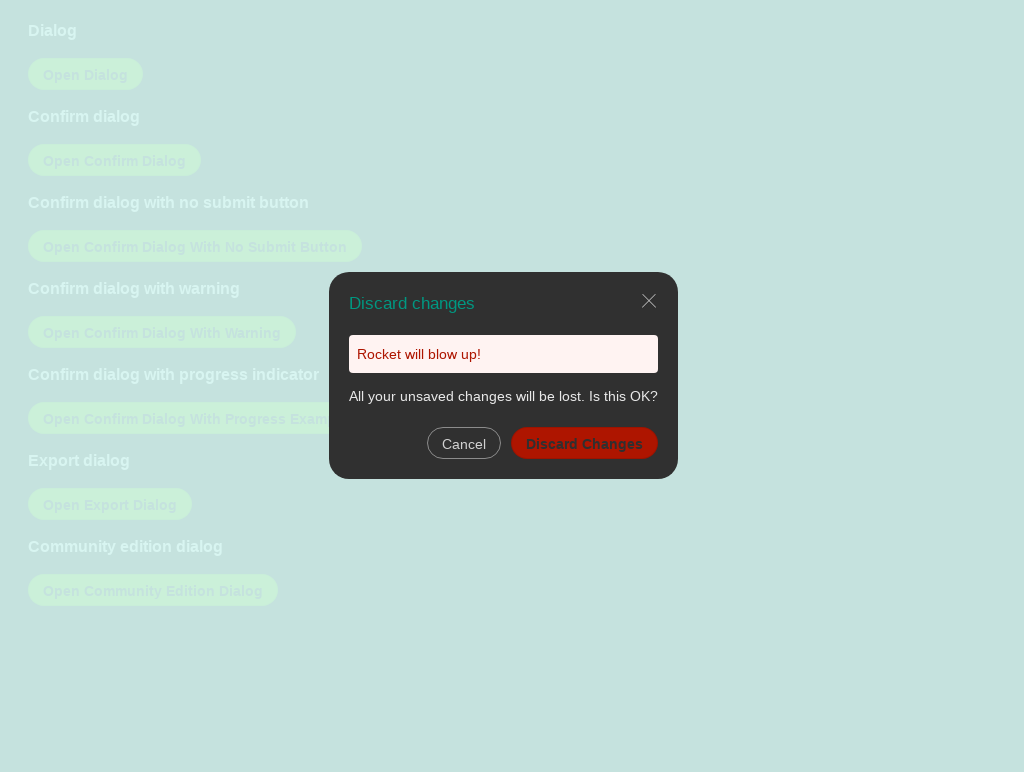 Dialog
Open Dialog
Confirm dialog
Open Confirm Dialog
Confirm dialog with no submit button
Open Confirm Dialog With No Submit Button
Confirm dialog with warning
Open Confirm Dialog With Warning
Confirm dialog with progress indicator
Open Confirm Dialog With Progress
Export dialog
Open Export Dialog
Community edition dialog
Open Community Edition Dialog
Discard changes
Rocket will blow up!
All your unsaved changes will be lost. Is this OK?
Cancel
Discard Changes